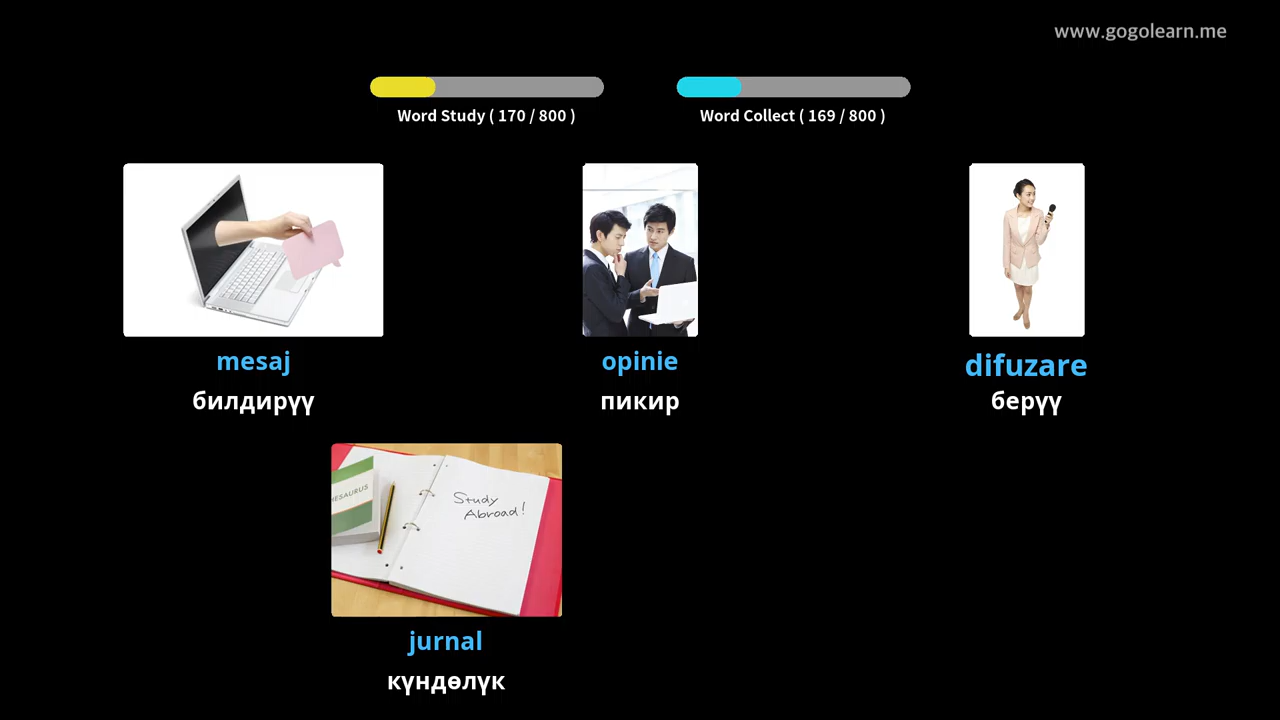 www.gogolearn.me
Word Study ( 170 / 800 )
Word Collect ( 169 / 800 )
mesaj
билдирүү
opinie
пикир
difuzare
берүү
Study
Abroad!
jurnal
күндөлүк